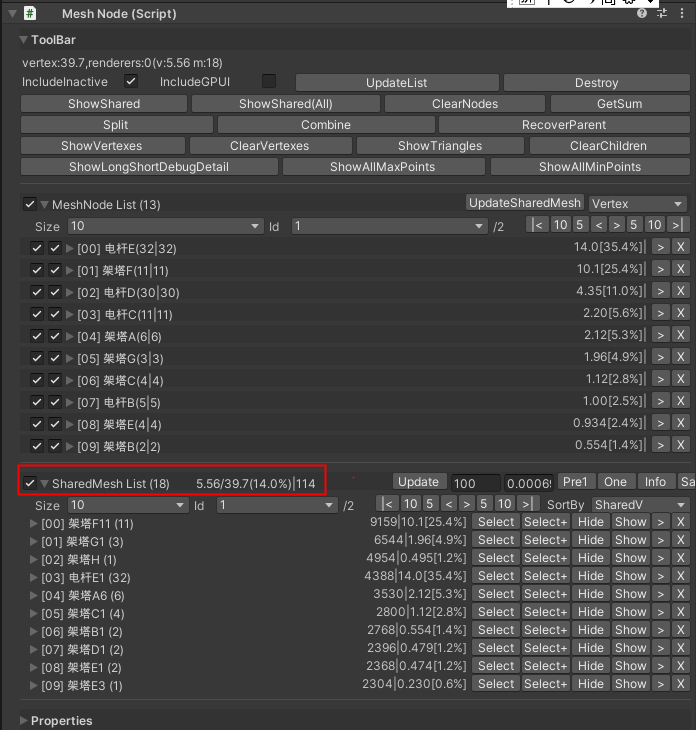 Mesh Node (Script)
ToolBar
vertex:39.7,renderers:0(v:5.56 m:18)
IncludeInactive IncludeGPUI UpdateList Destroy
ShowShared ShowShared(All) ClearNodes GetSum
Split Combine RecoverParent
ShowVertexes ClearVertexes ShowTriangles ClearChildren
ShowLongShortDebugDetail ShowAllMaxPoints ShowAllMinPoints
MeshNode List (13) UpdateSharedMesh Vertex
Size 10 Id 1 /2 |< 10 5 < > 5 10 >|
[00] 电杆E(32|32) 14.0[35.4%]| > X
[01] 架塔F(11|11) 10.1[25.4%]| > X
[02] 电杆D(30|30) 4.35[11.0%]| > X
[03] 电杆C(11|11) 2.20[5.6%]| > X
[04] 架塔A(6|6) 2.12[5.3%]| > X
[05] 架塔G(3|3) 1.96[4.9%]| > X
[06] 架塔C(4|4) 1.12[2.8%]| > X
[07] 电杆B(5|5) 1.00[2.5%]| > X
[08] 架塔E(4|4) 0.934[2.4%]| > X
[09] 架塔B(2|2) 0.554[1.4%]| > X
SharedMesh List (18) 5.56/39.7(14.0%)|114 Update 100 0.0006 Pre1 One Info Sa
Size 10 Id 1 /2 |< 10 5 < > 5 10 >| SortBy SharedV
[00] 架塔F11 (11) 9159|10.1[25.4%] Select Select+ Hide Show > X
[01] 架塔G1 (3) 6544|1.96[4.9%] Select Select+ Hide Show > X
[02] 架塔H (1) 4954|0.495[1.2%] Select Select+ Hide Show > X
[03] 电杆E1 (32) 4388|14.0[35.4%] Select Select+ Hide Show > X
[04] 架塔A6 (6) 3530|2.12[5.3%] Select Select+ Hide Show > X
[05] 架塔C1 (4) 2800|1.12[2.8%] Select Select+ Hide Show > X
[06] 架塔B1 (2) 2768|0.554[1.4%] Select Select+ Hide Show > X
[07] 架塔D1 (2) 2396|0.479[1.2%] Select Select+ Hide Show > X
[08] 架塔E1 (2) 2368|0.474[1.2%] Select Select+ Hide Show > X
[09] 架塔E3 (1) 2304|0.230[0.6%] Select Select+ Hide Show > X
Properties